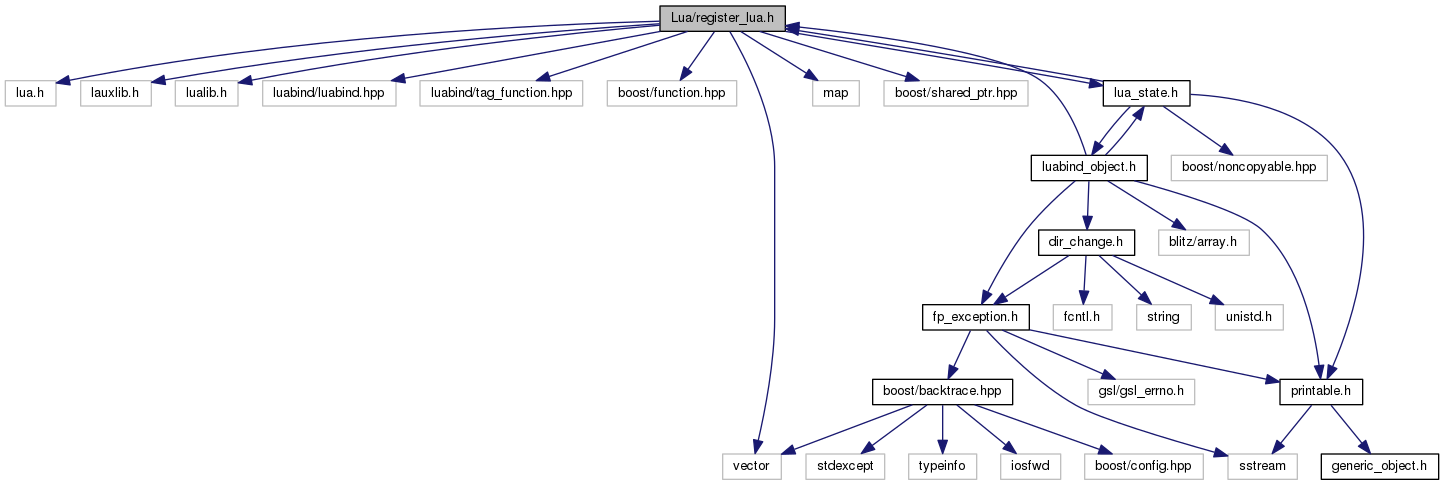 Lua/register_lua.h
lua.h
lauxlib.h
lualib.h
luabind/luabind.hpp
luabind/tag_function.hpp
boost/function.hpp
map
boost/shared_ptr.hpp
lua_state.h
luabind_object.h
boost/noncopyable.hpp
dir_change.h
blitz/array.h
fp_exception.h
fcntl.h
string
unistd.h
boost/backtrace.hpp
gsl/gsl_errno.h
printable.h
vector
stdexcept
typeinfo
iosfwd
boost/config.hpp
sstream
generic_object.h